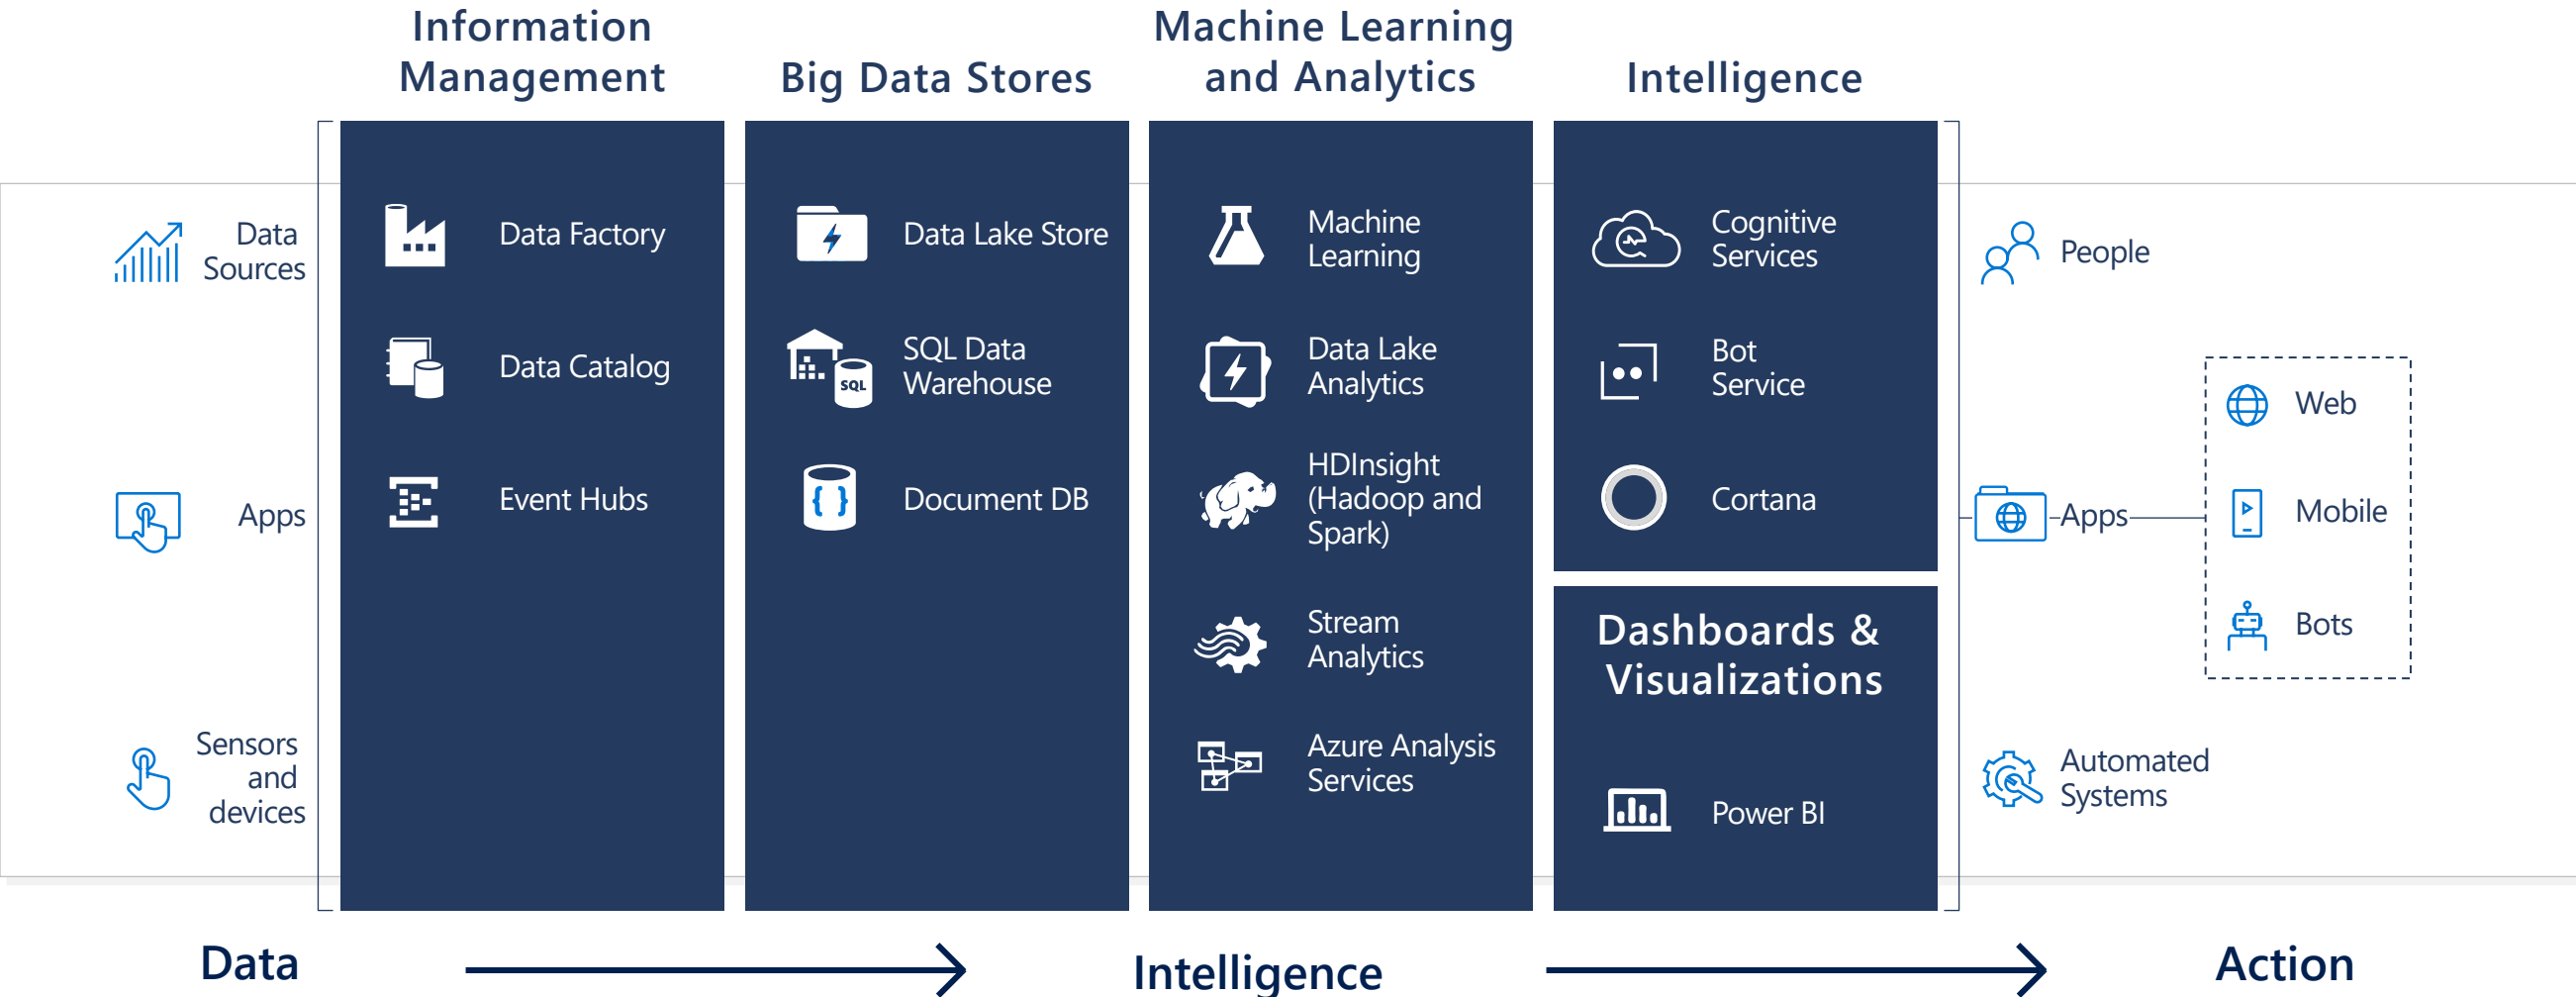 Information
Management
Big Data Stores
Machine Learning
and Analytics
Intelligence
Data
Sources
Apps
Sensors
and
devices
Data Factory
Data Catalog
Event Hubs
Data Lake Store
SQL Data
Warehouse
SQL
{ }
Document DB
Machine
Learning
Data Lake
Analytics
HDInsight
(Hadoop and
Spark)
Stream
Analytics
Azure Analysis
Services
Cognitive
Services
Bot
Service
Cortana
Dashboards &
Visualizations
Power BI
People
Apps
Web
Mobile
Bots
Automated
Systems
Data
Intelligence
Action